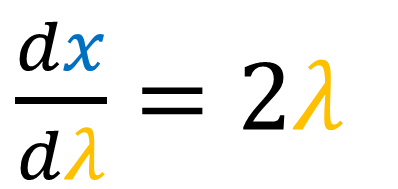 dx/dλ = 2λ